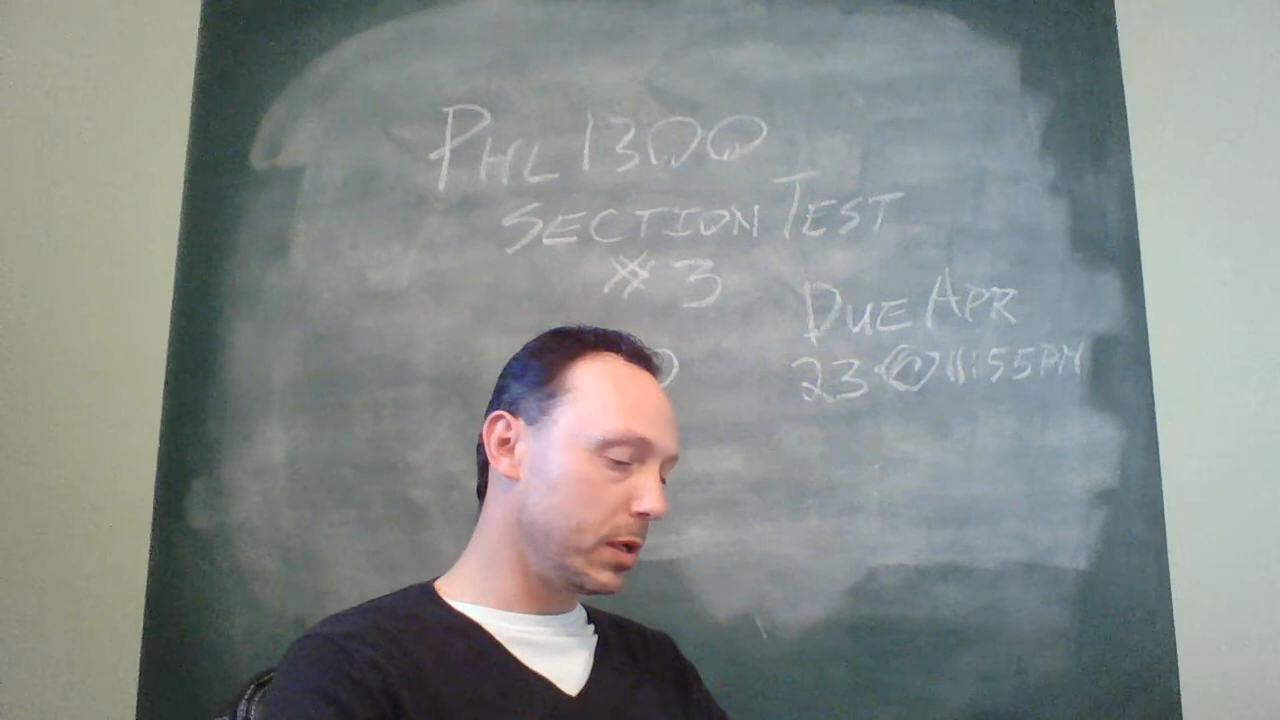 PHL 1300
SECTION TEST
# 3
DUE APR
23 @ 11:55PM